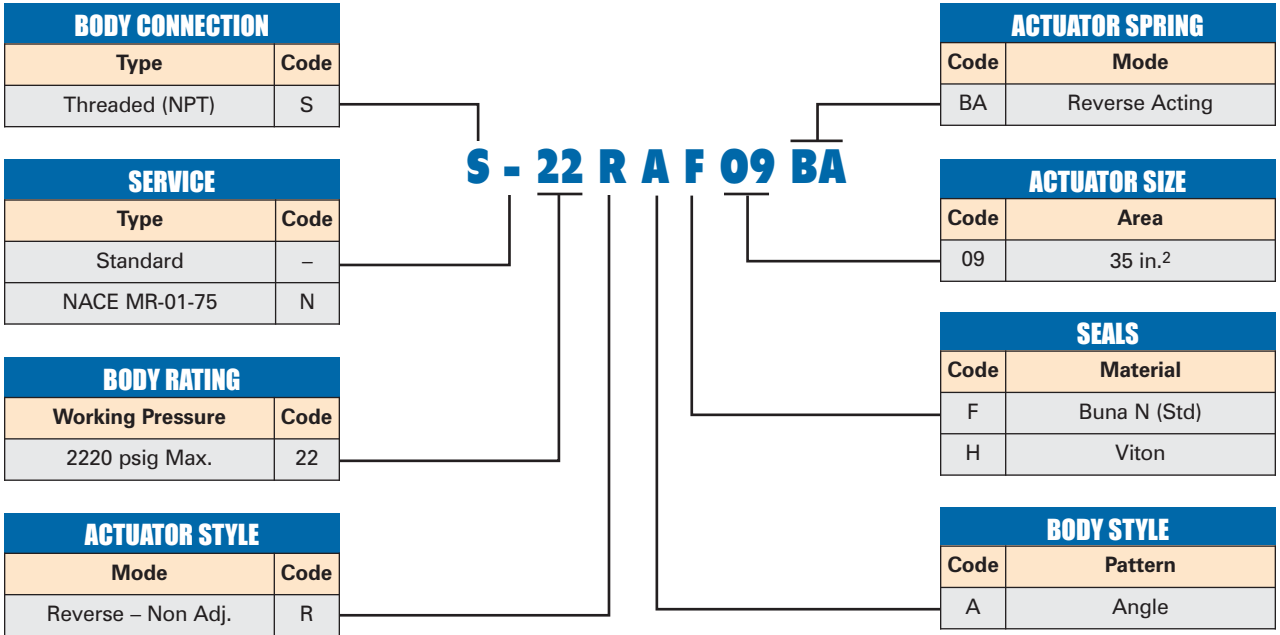 BODY CONNECTION
Type Code
Threaded (NPT) S
SERVICE
Type Code
Standard –
NACE MR-01-75 N
BODY RATING
Working Pressure Code
2220 psig Max. 22
ACTUATOR STYLE
Mode Code
Reverse – Non Adj. R
S - 22 R A F 09 BA
ACTUATOR SPRING
Code Mode
BA Reverse Acting
ACTUATOR SIZE
Code Area
09 35 in.²
SEALS
Code Material
F Buna N (Std)
H Viton
BODY STYLE
Code Pattern
A Angle